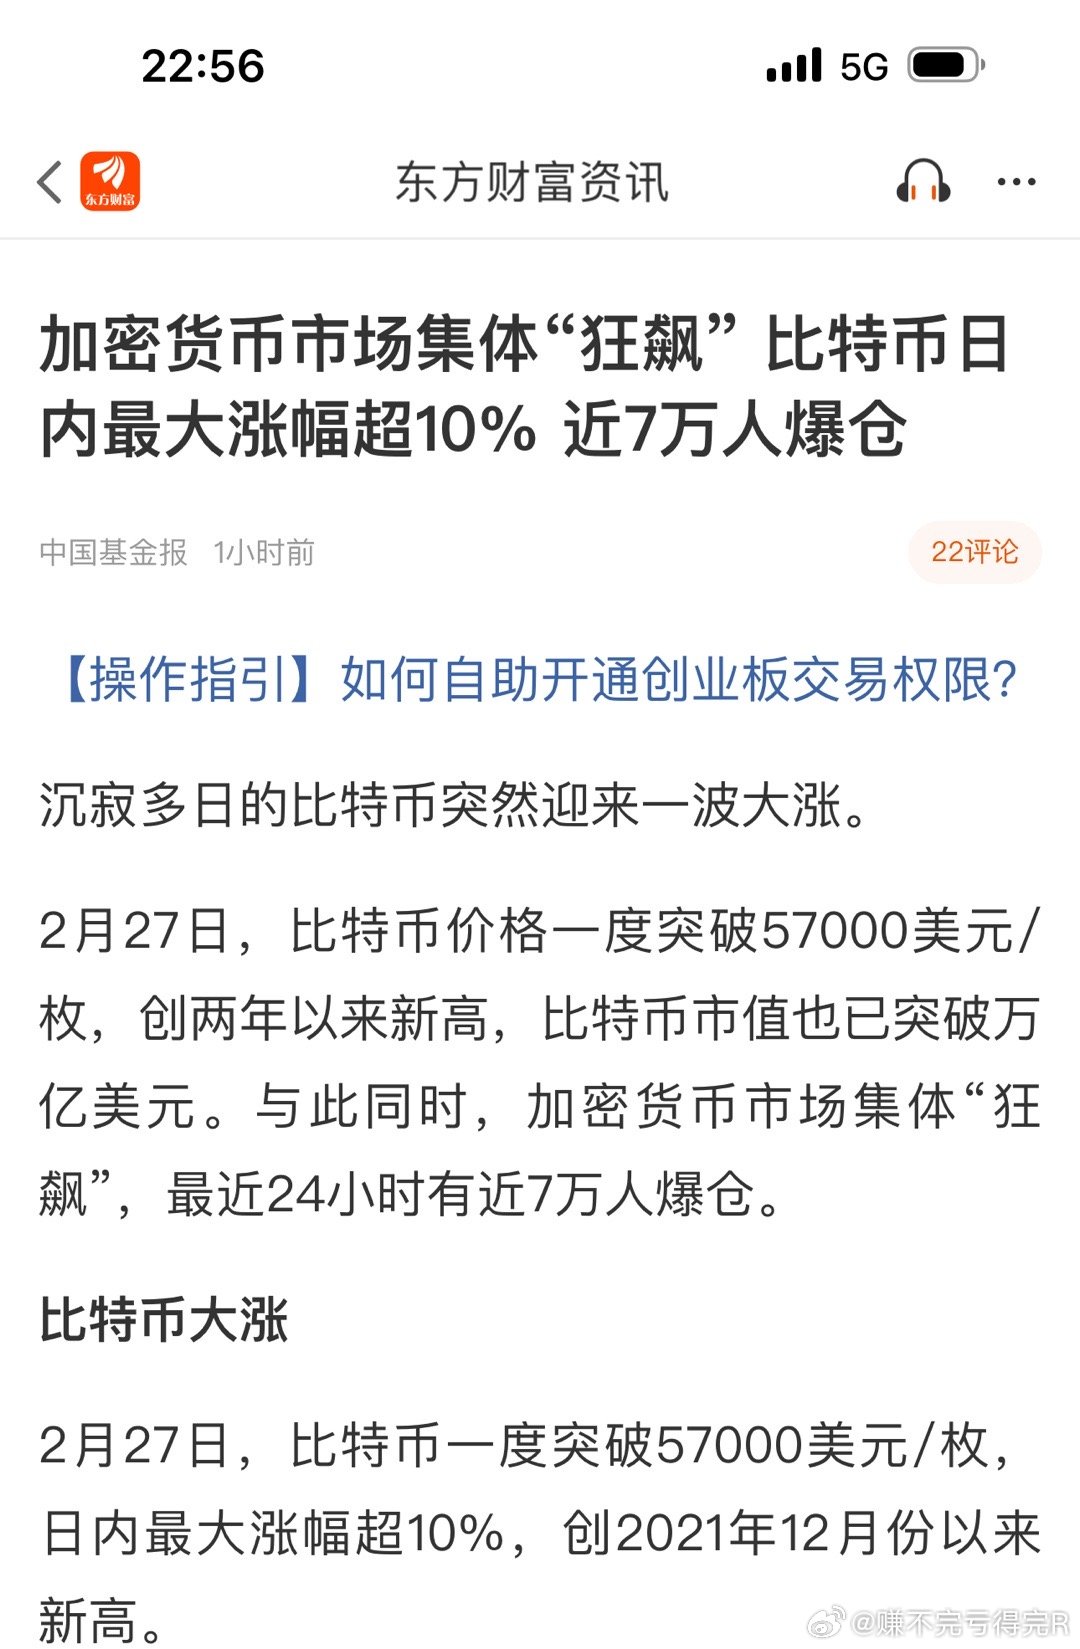 22:56
5G
东方财富
东方财富资讯
加密货币市场集体“狂飙” 比特币日
内最大涨幅超10% 近7万人爆仓
中国基金报 1小时前
22评论
【操作指引】如何自助开通创业板交易权限?
沉寂多日的比特币突然迎来一波大涨。
2月27日，比特币价格一度突破57000美元/
枚，创两年以来新高，比特币市值也已突破万
亿美元。与此同时，加密货币市场集体“狂
飙”，最近24小时有近7万人爆仓。
比特币大涨
2月27日，比特币一度突破57000美元/枚，
日内最大涨幅超10%，创2021年12月份以来
新高。
@赚不完亏得完R